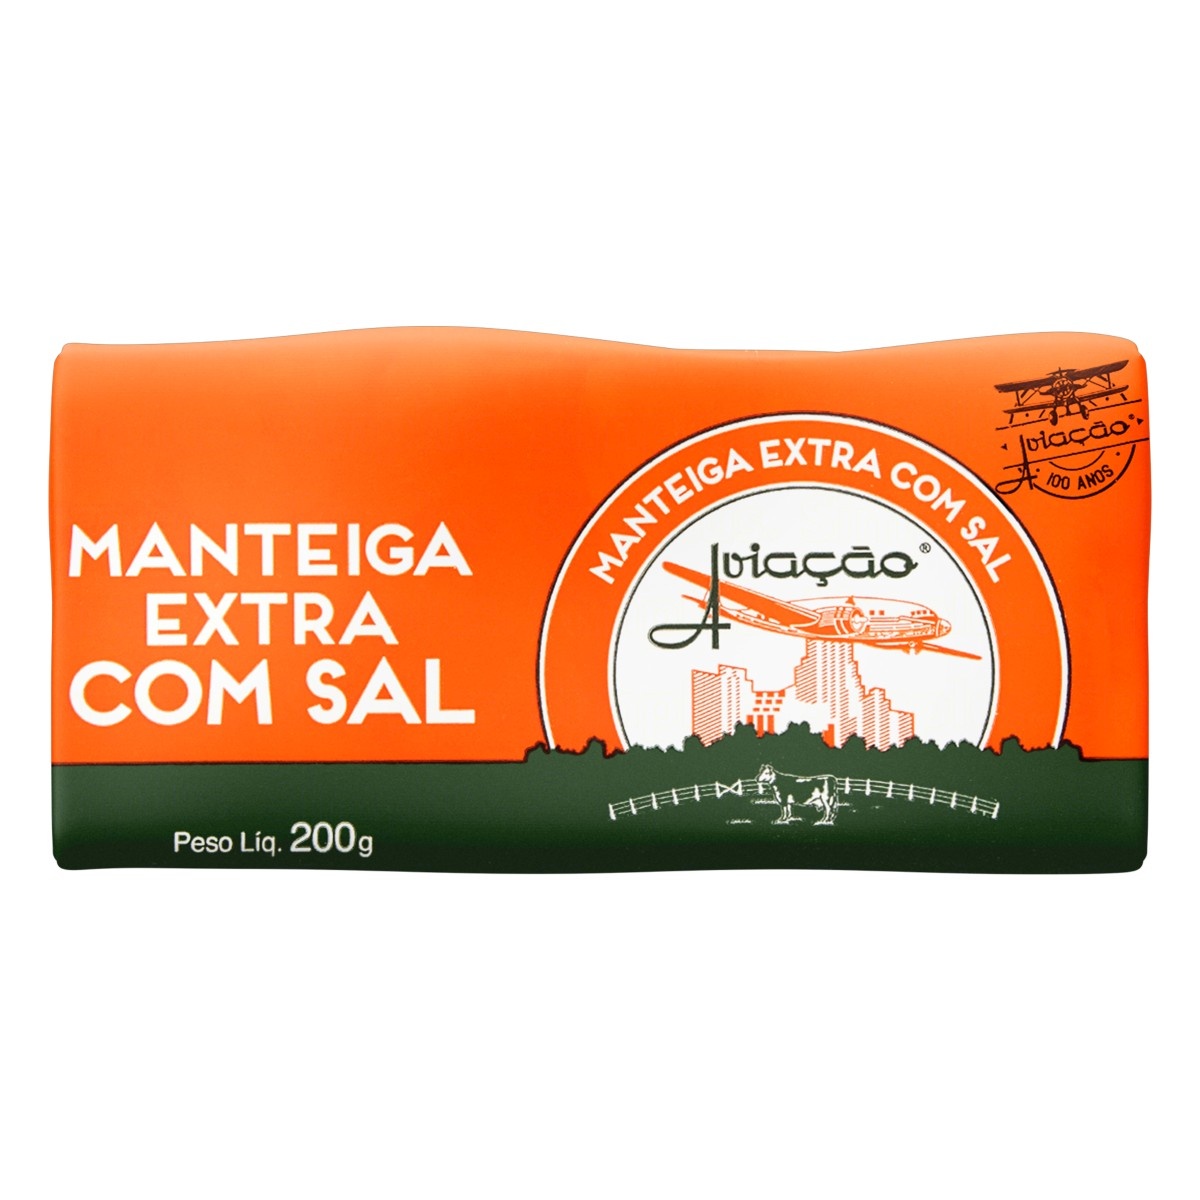 MANTEIGA
EXTRA
COM SAL
Peso Líq. 200g
MANTEIGA EXTRA COM SAL
Aviação®
Aviação®
100 ANOS